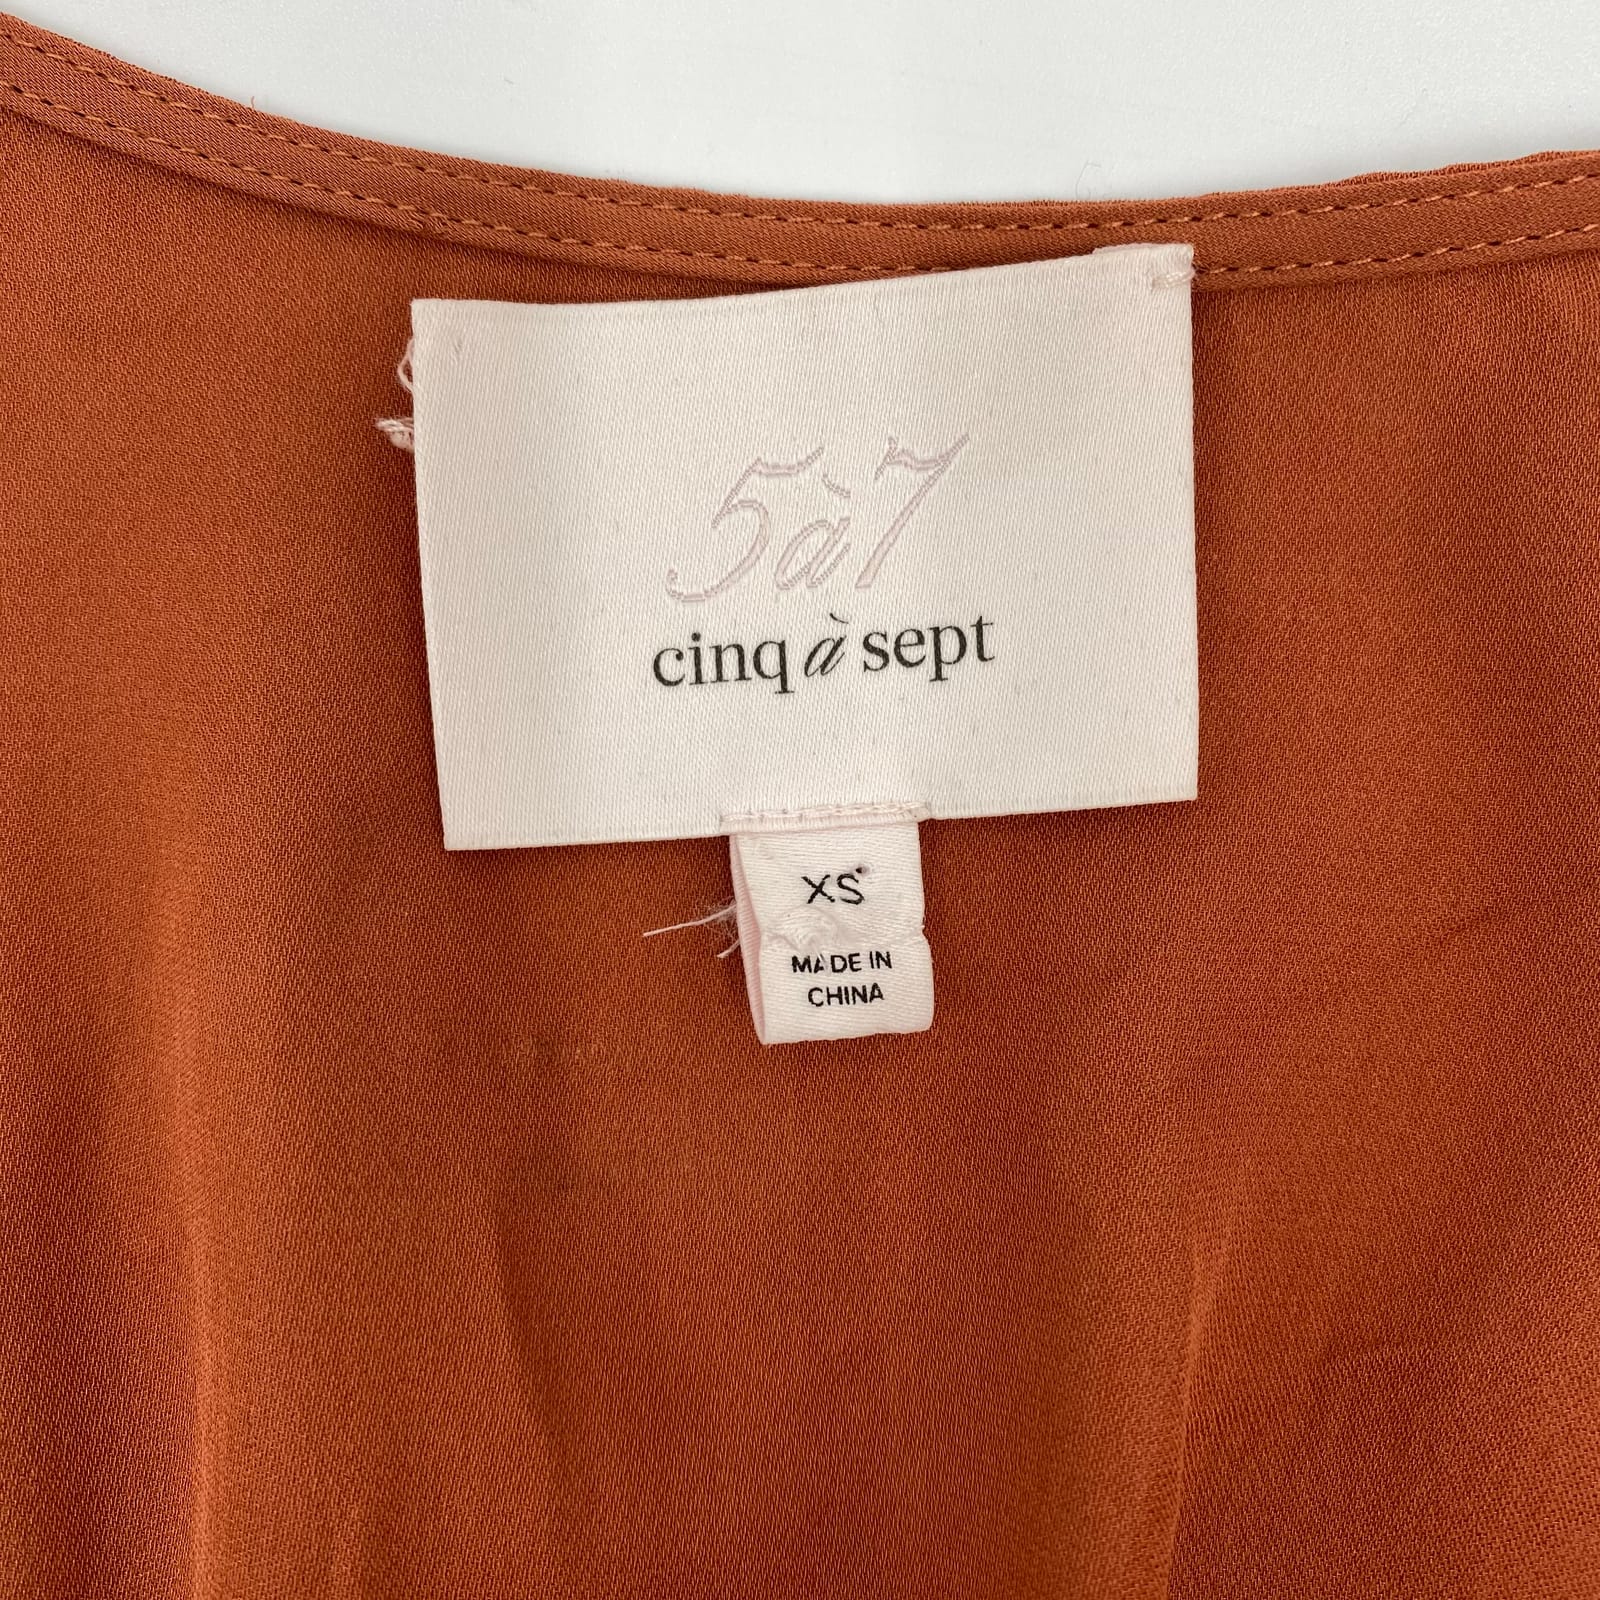 5à7
cinq à sept
XS
MADE IN
CHINA